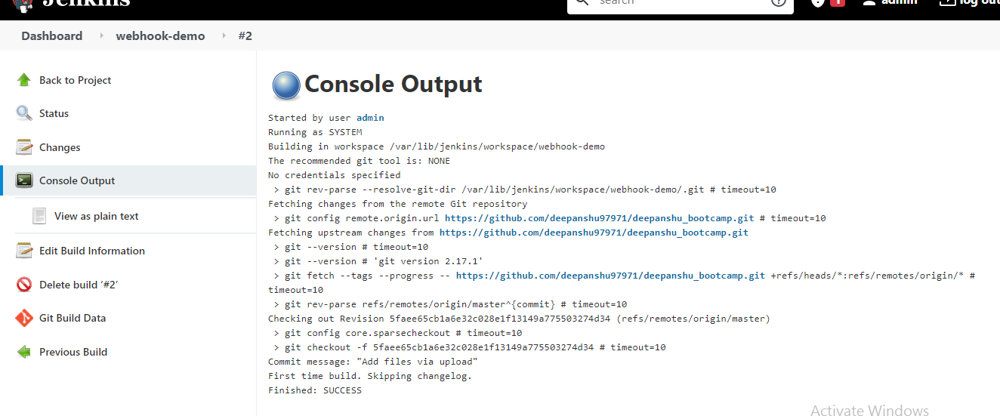 Jenkins
search
1
admin
log out
Dashboard
webhook-demo
#2
Back to Project
Status
Changes
Console Output
View as plain text
Edit Build Information
Delete build ‘#2’
Git Build Data
Previous Build
Console Output
Started by user admin
Running as SYSTEM
Building in workspace /var/lib/jenkins/workspace/webhook-demo
The recommended git tool is: NONE
No credentials specified
> git rev-parse --resolve-git-dir /var/lib/jenkins/workspace/webhook-demo/.git # timeout=10
Fetching changes from the remote Git repository
> git config remote.origin.url https://github.com/deepanshu97971/deepanshu_bootcamp.git # timeout=10
Fetching upstream changes from https://github.com/deepanshu97971/deepanshu_bootcamp.git
> git --version # timeout=10
> git --version # 'git version 2.17.1'
> git fetch --tags --progress -- https://github.com/deepanshu97971/deepanshu_bootcamp.git +refs/heads/*:refs/remotes/origin/* #
timeout=10
> git rev-parse refs/remotes/origin/master^{commit} # timeout=10
Checking out Revision 5faee65cb1a6e32c028e1f13149a775503274d34 (refs/remotes/origin/master)
> git config core.sparsecheckout # timeout=10
> git checkout -f 5faee65cb1a6e32c028e1f13149a775503274d34 # timeout=10
Commit message: "Add files via upload"
First time build. Skipping changelog.
Finished: SUCCESS
Activate Windows